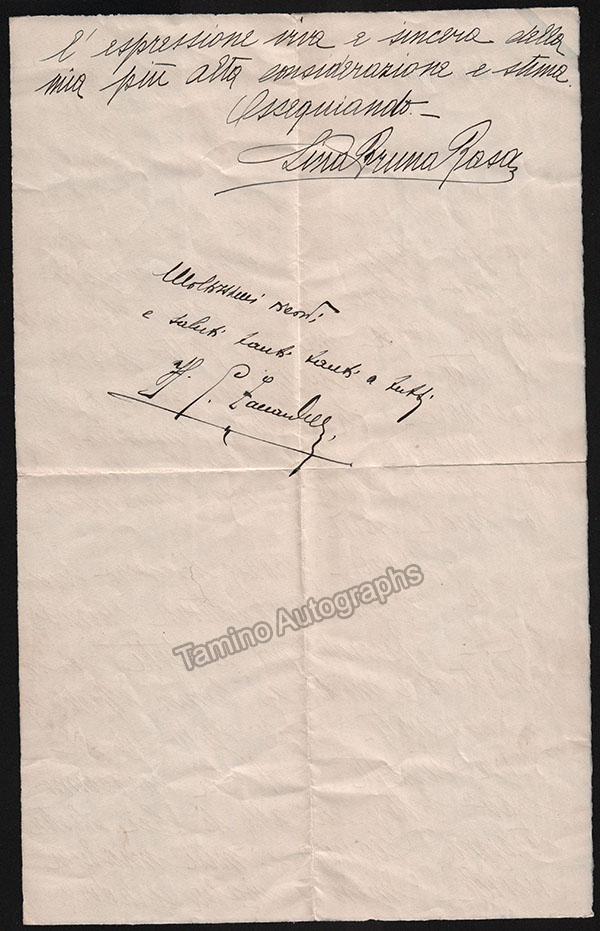 l'espressione viva e sincera della
mia più alta considerazione e stima.
Ossequiando.—
Lina Bruna Rasa
Moltissimi
e saluti tanti tanti a tutti
Tamino Autographs